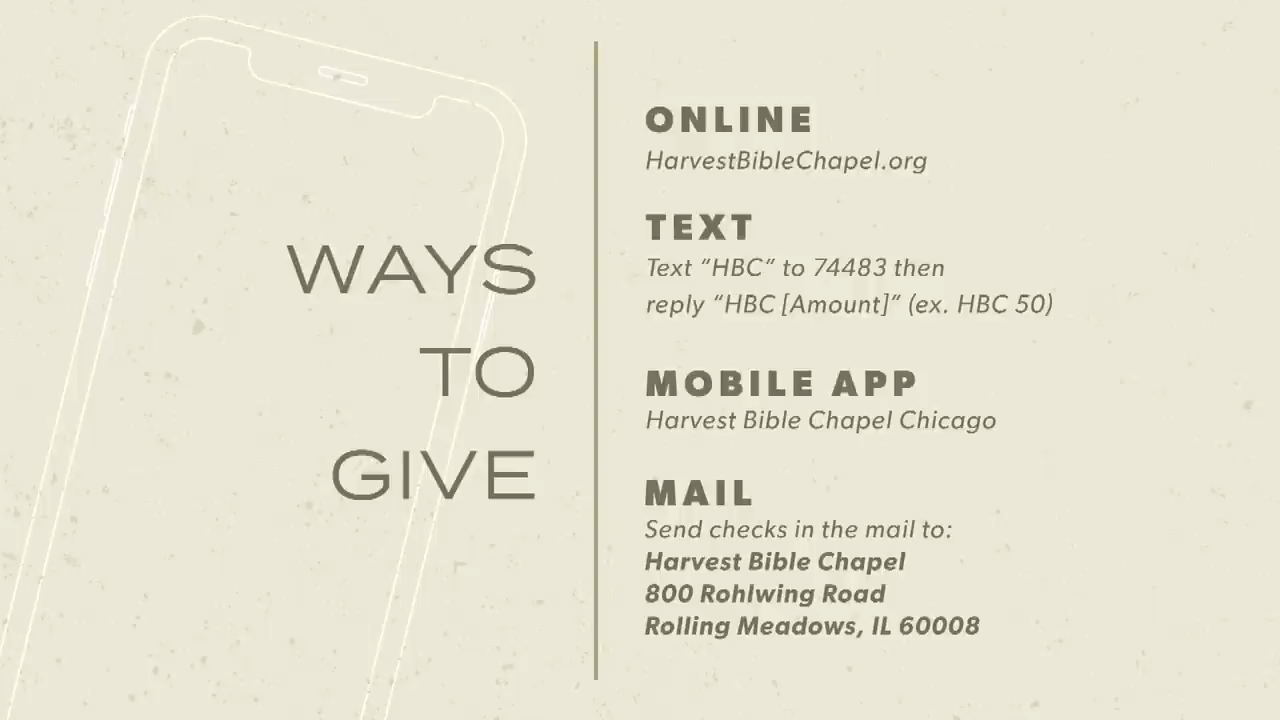 WAYS
TO
GIVE
ONLINE
HarvestBibleChapel.org
TEXT
Text “HBC” to 74483 then
reply “HBC [Amount]” (ex. HBC 50)
MOBILE APP
Harvest Bible Chapel Chicago
MAIL
Send checks in the mail to:
Harvest Bible Chapel
800 Rohlwing Road
Rolling Meadows, IL 60008